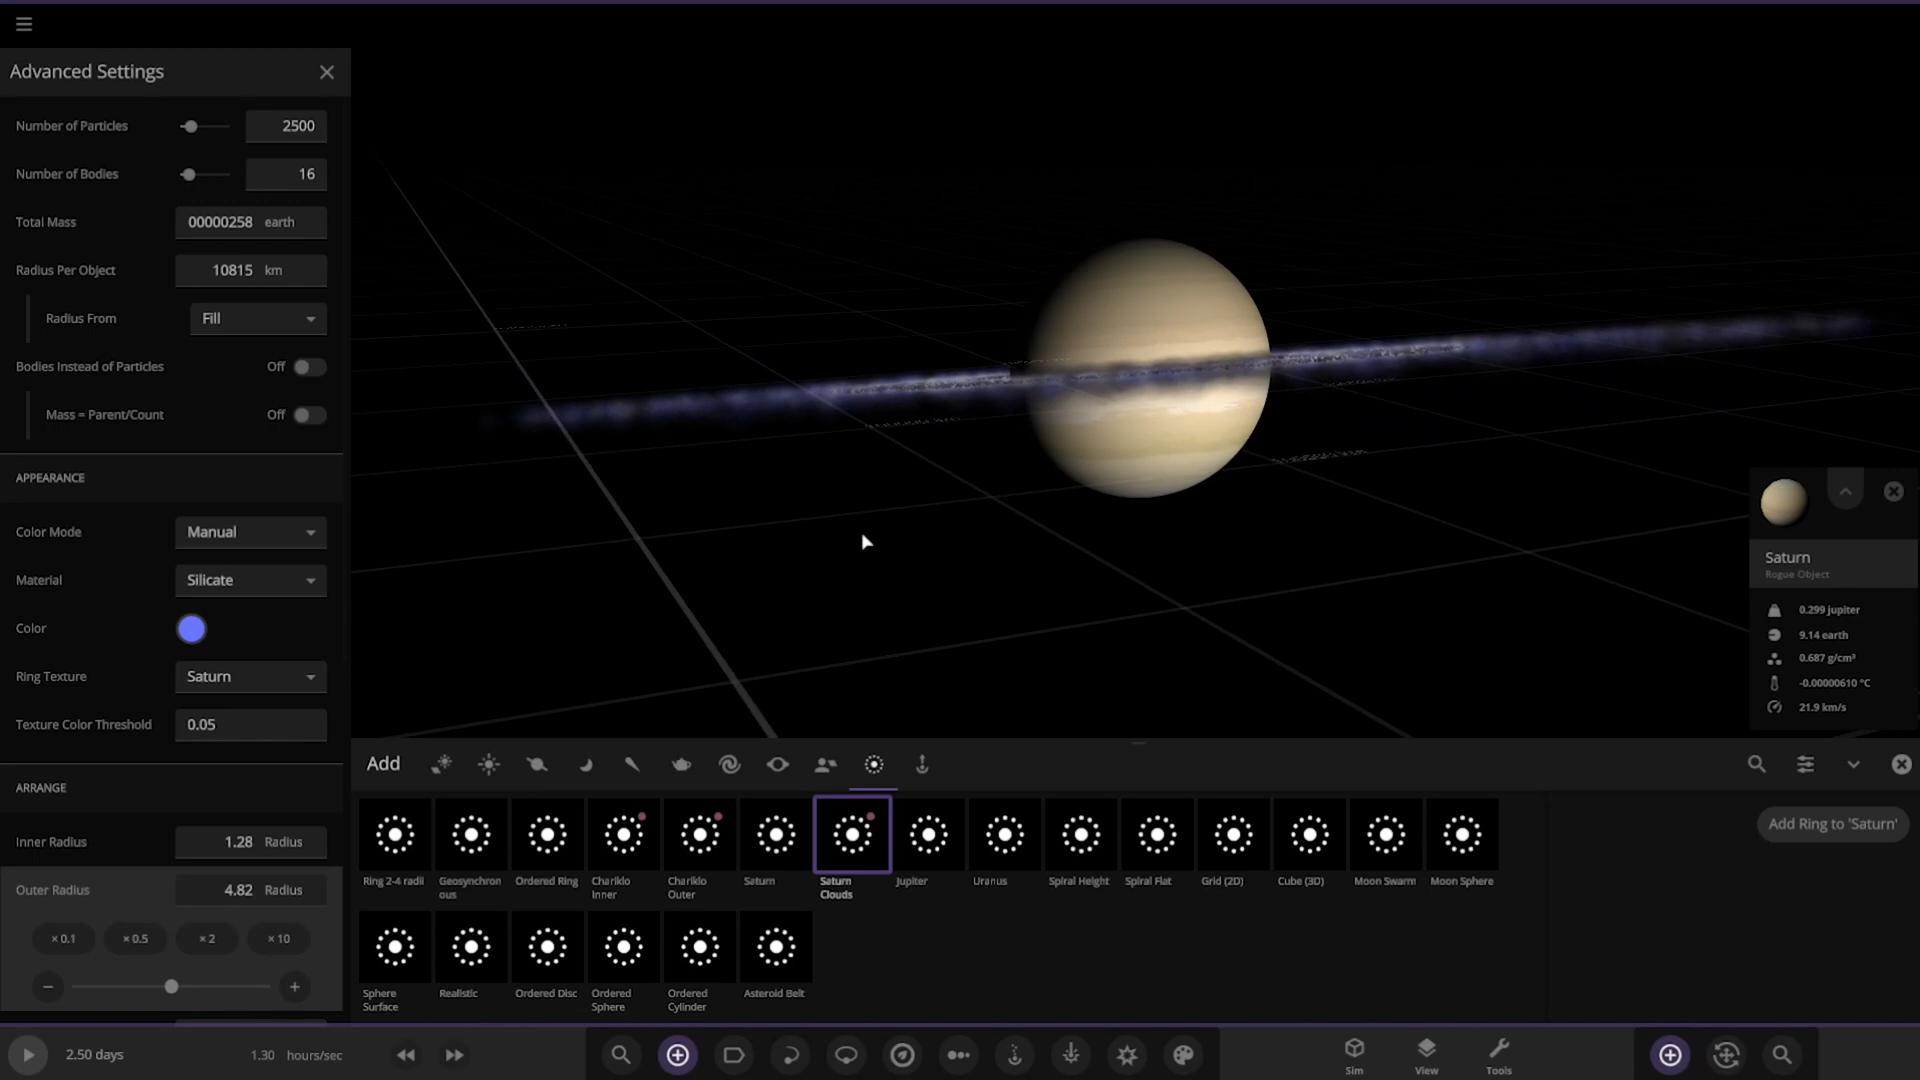 Advanced Settings
Number of Particles 2500
Number of Bodies 16
Total Mass 00000258 earth
Radius Per Object 10815 km
Radius From Fill
Bodies Instead of Particles Off
Mass = Parent/Count Off
APPEARANCE
Color Mode Manual
Material Silicate
Color
Ring Texture Saturn
Texture Color Threshold 0.05
ARRANGE
Inner Radius 1.28 Radius
Outer Radius 4.82 Radius
×0.1 ×0.5 ×2 ×10
Saturn
Rogue Object
0.299 jupiter
9.14 earth
0.687 g/cm³
-0.00000610 °C
21.9 km/s
Add
Ring 2-4 radii
Geosynchron
ous
Ordered Ring
Chariklo
Inner
Chariklo
Outer
Saturn
Saturn
Clouds
Jupiter
Uranus
Spiral Height
Spiral Flat
Grid (2D)
Cube (3D)
Moon Swarm
Moon Sphere
Add Ring to 'Saturn'
Sphere
Surface
Realistic
Ordered Disc
Ordered
Sphere
Ordered
Cylinder
Asteroid Belt
2.50 days
1.30 hours/sec
Sim
View
Tools